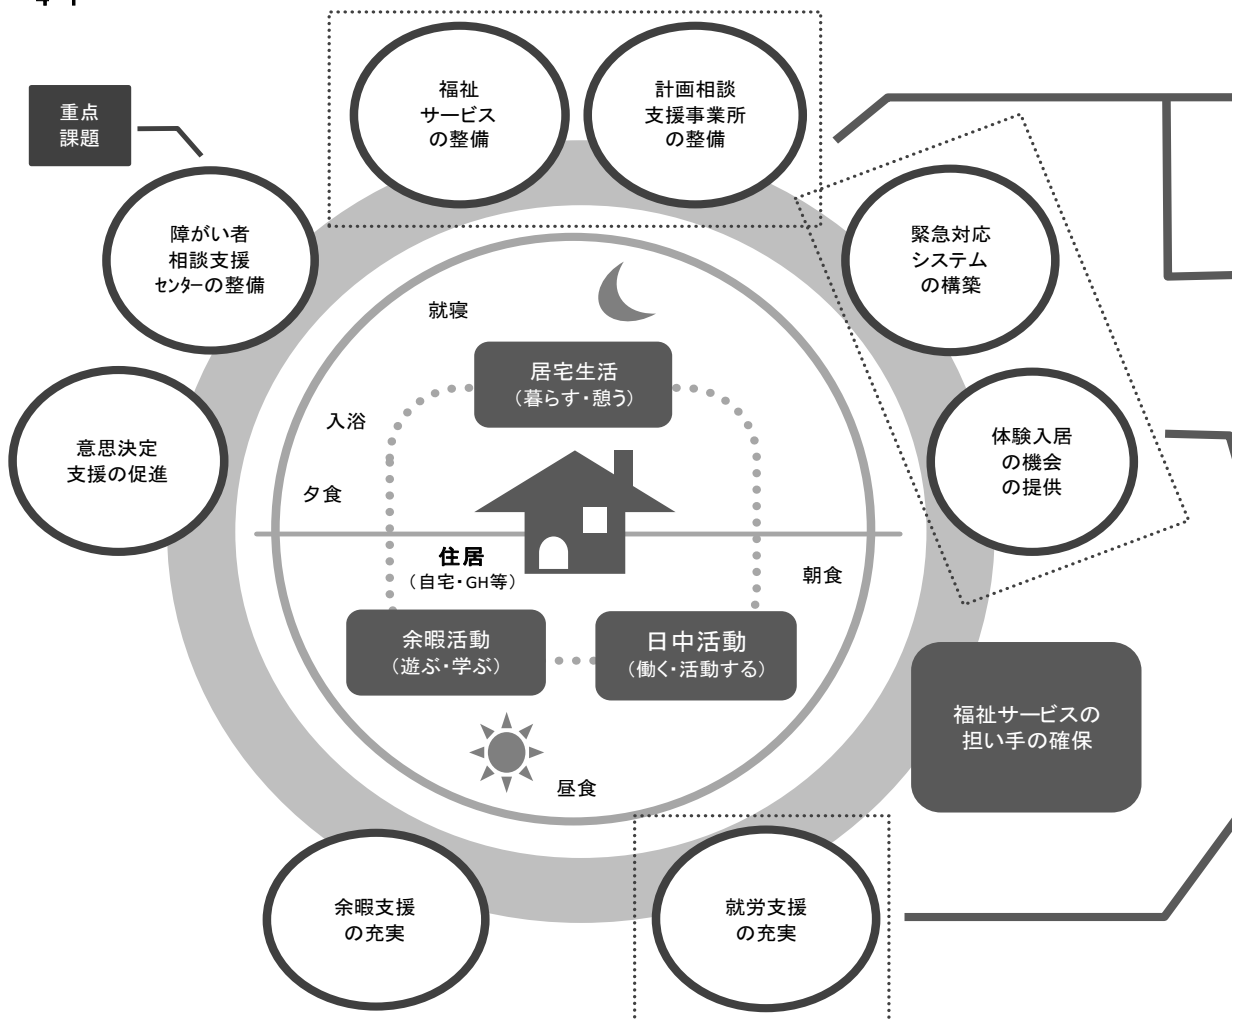 重点
課題
福祉
サービス
の整備
計画相談
支援事業所
の整備
障がい者
相談支援
センターの整備
緊急対応
システム
の構築
意思決定
支援の促進
体験入居
の機会
の提供
就寝
居宅生活
（暮らす・憩う）
入浴
夕食
住居
（自宅・GH等）
朝食
余暇活動
（遊ぶ・学ぶ）
日中活動
（働く・活動する）
昼食
福祉サービスの
担い手の確保
余暇支援
の充実
就労支援
の充実